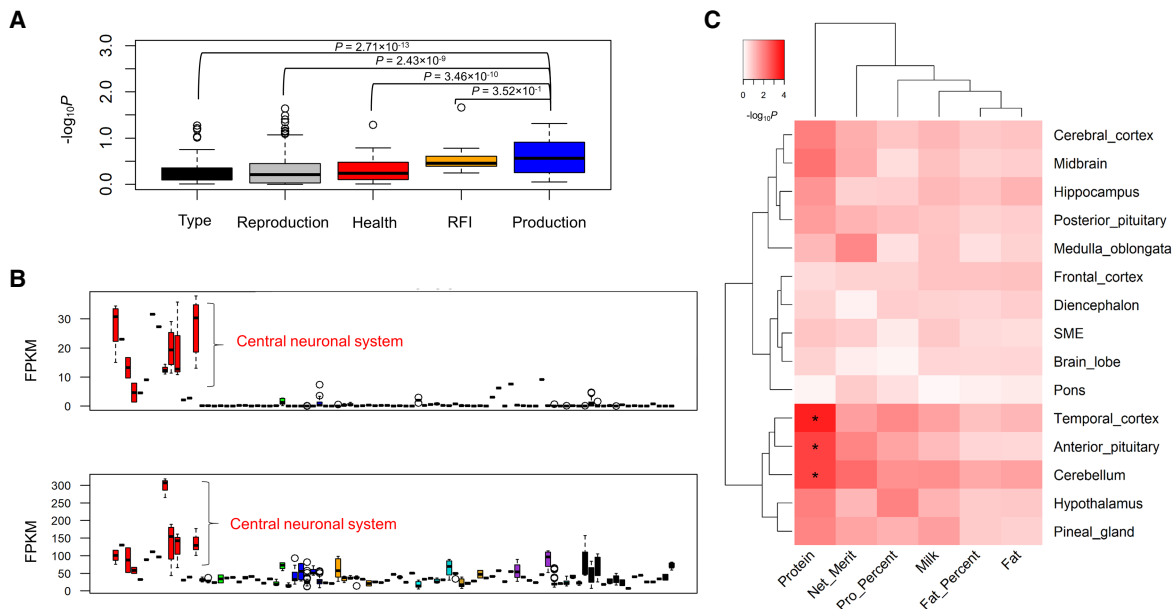 A
3.0
2.0
1.0
0.0
-log10P
P = 2.71×10-13
P = 2.43×10-9
P = 3.46×10-10
P = 3.52×10-1
Type
Reproduction
Health
RFI
Production
B
FPKM
30
20
10
0
Central neuronal system
FPKM
300
250
200
150
100
50
0
Central neuronal system
C
0 2 4
-log10P
Cerebral_cortex
Midbrain
Hippocampus
Posterior_pituitary
Medulla_oblongata
Frontal_cortex
Diencephalon
SME
Brain_lobe
Pons
Temporal_cortex
Anterior_pituitary
Cerebellum
Hypothalamus
Pineal_gland
*
*
*
Protein
Net_Merit
Pro_Percent
Milk
Fat_Percent
Fat